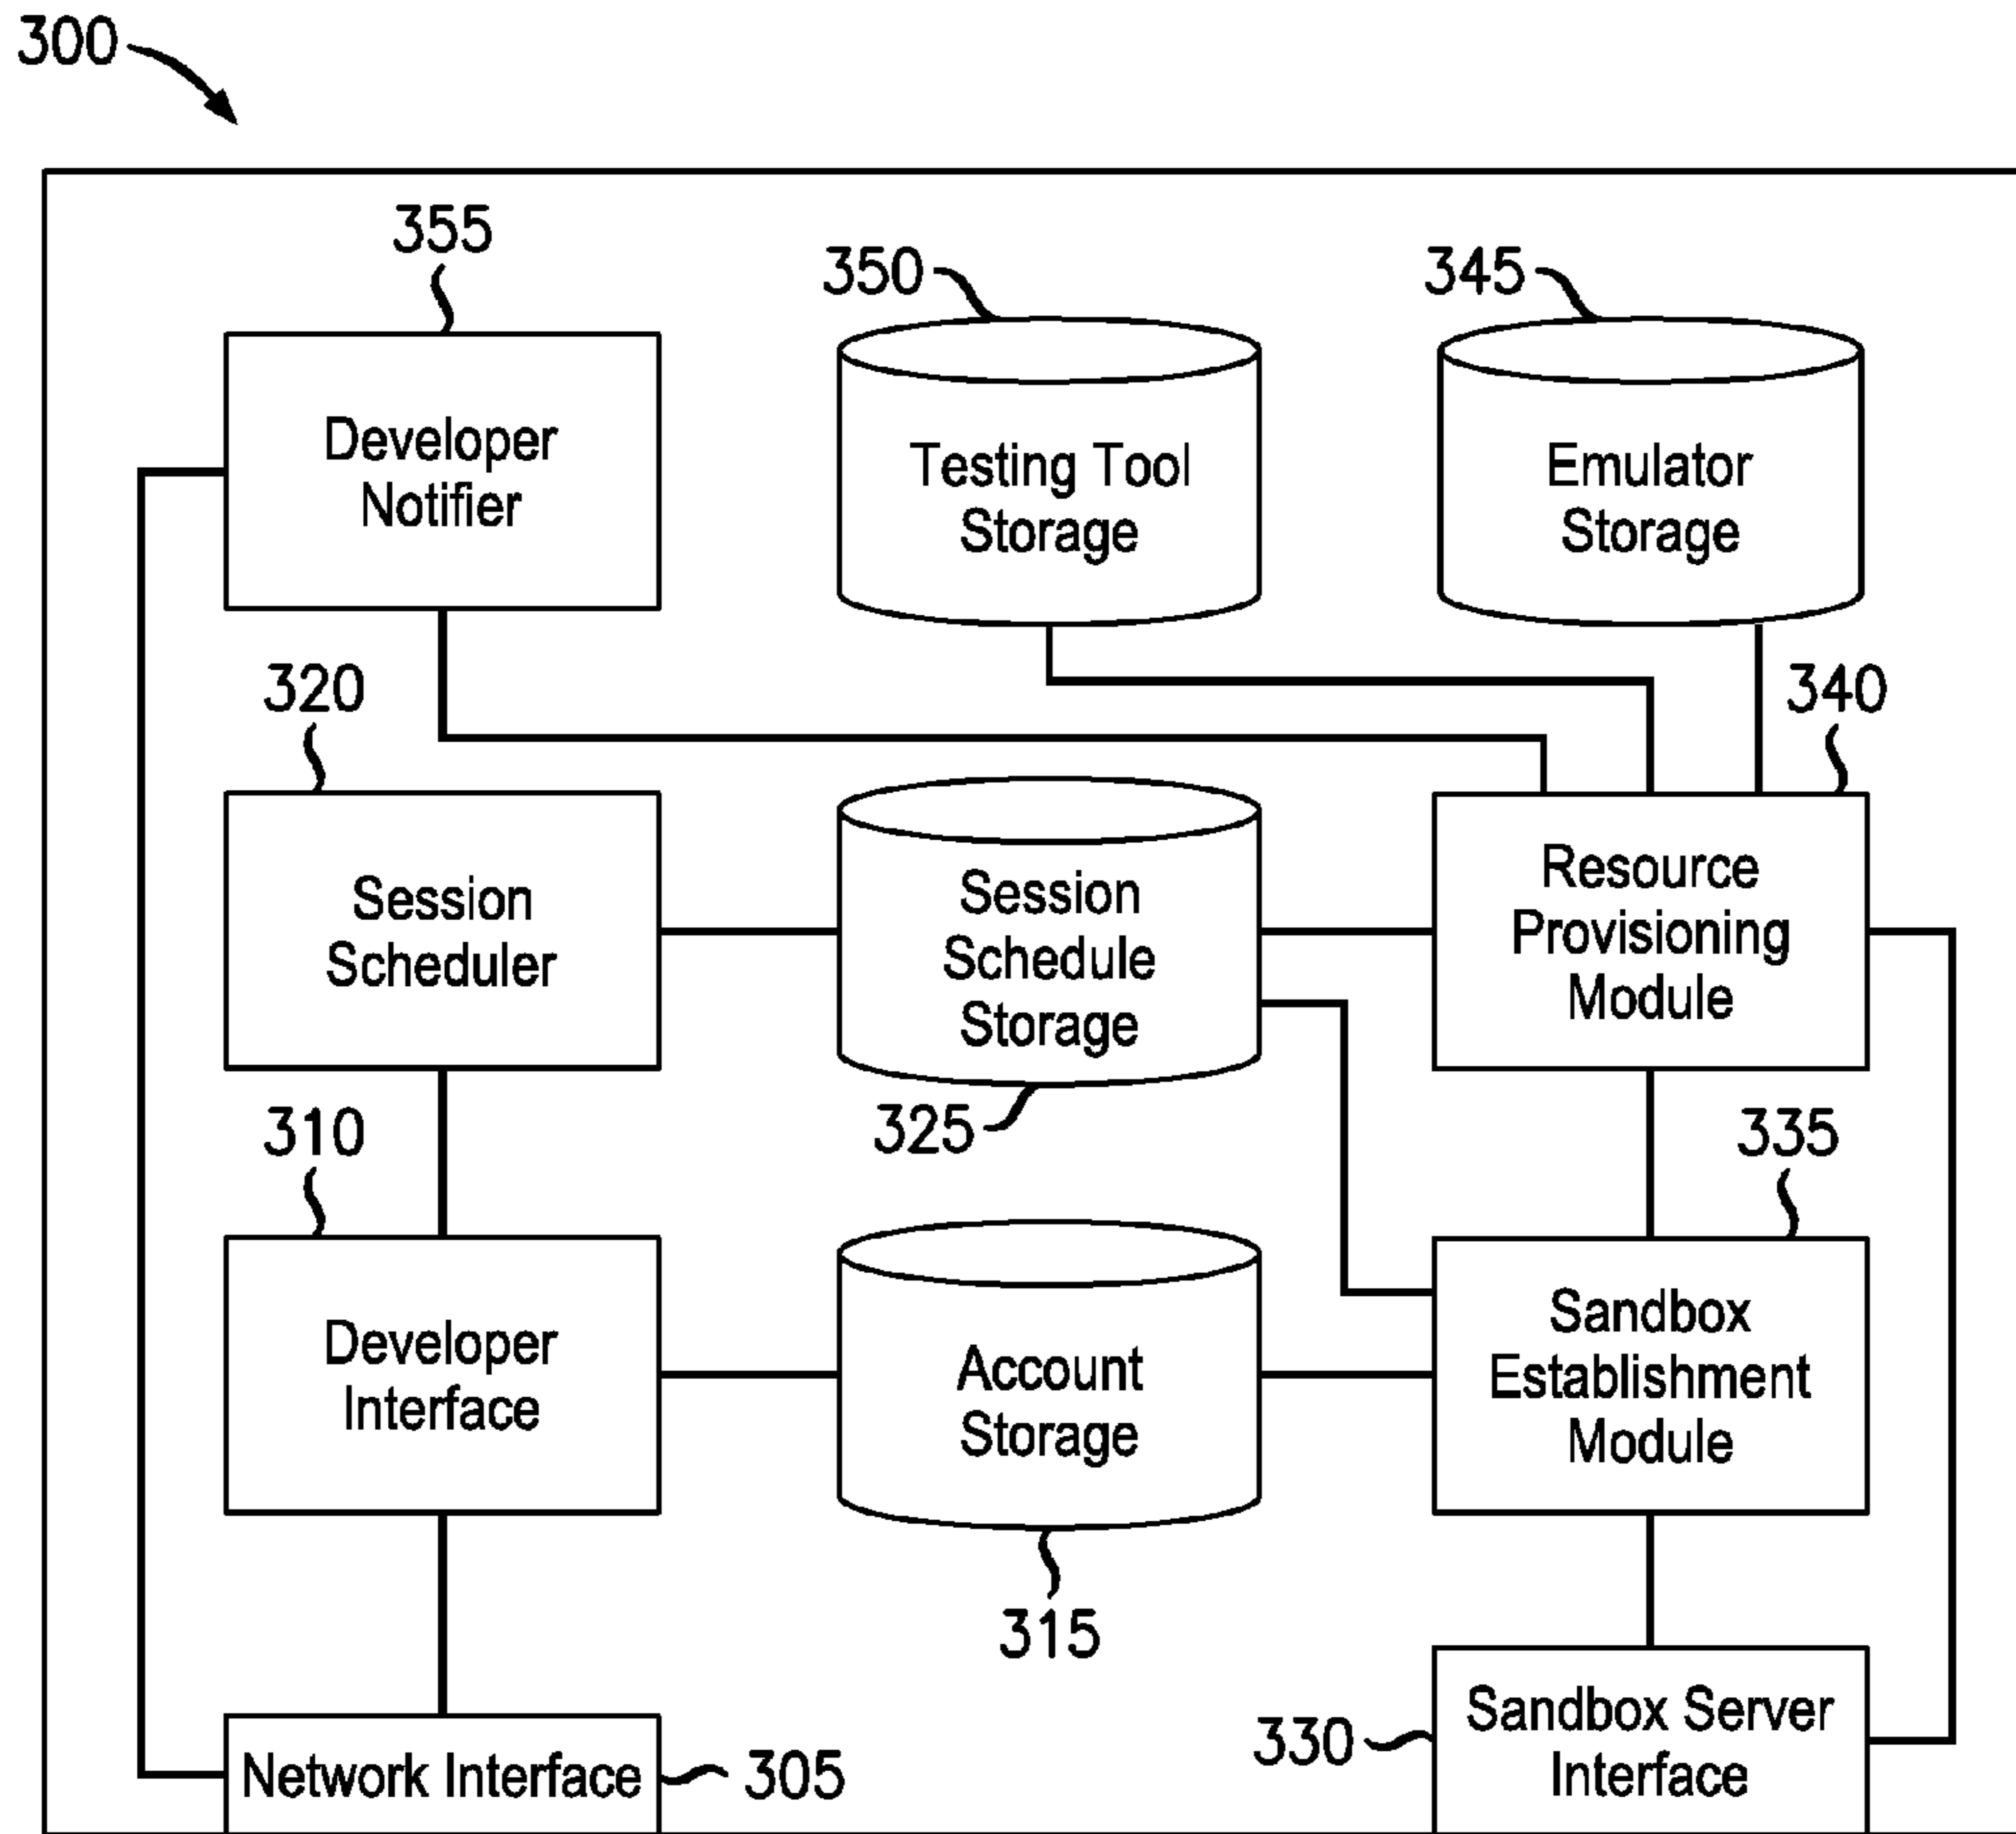 300
355
350
345
Developer
Notifier
Testing Tool
Storage
Emulator
Storage
320
340
Session
Scheduler
Session
Schedule
Storage
Resource
Provisioning
Module
310
325
335
Developer
Interface
Account
Storage
Sandbox
Establishment
Module
315
Network Interface
305
330
Sandbox Server
Interface